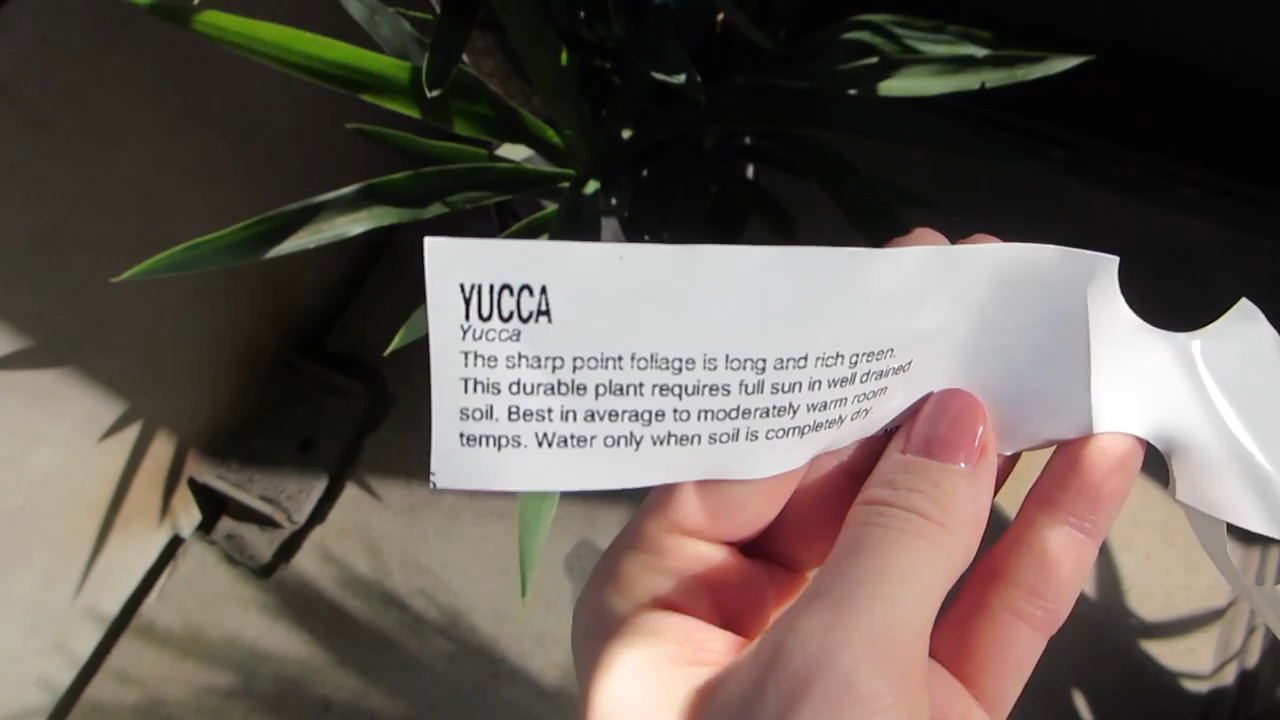 YUCCA
Yucca
The sharp point foliage is long and rich green.
This durable plant requires full sun in well drained
soil. Best in average to moderately warm room
temps. Water only when soil is completely dry.